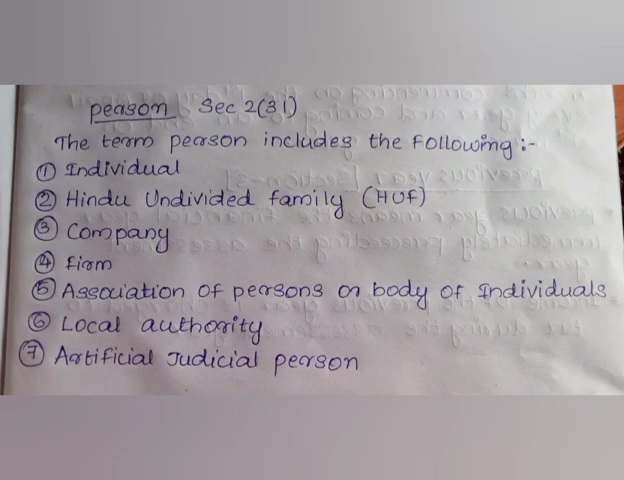 person Sec 2(31)
The term person includes the Following :-
① Individual
② Hindu Undivided family (HUF)
③ Company
④ firm
⑤ Association of persons or body of Individuals
⑥ Local authority
⑦ Artificial Judicial person